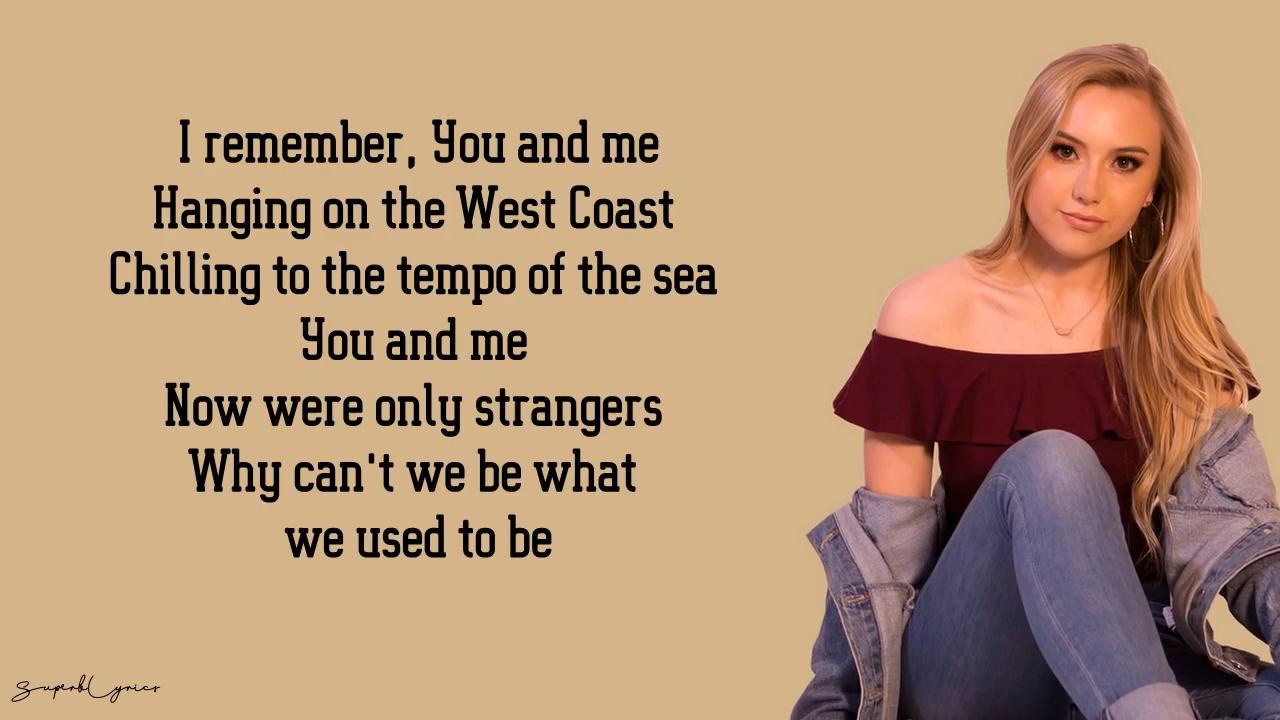 I remember, You and me
Hanging on the West Coast
Chilling to the tempo of the sea
You and me
Now were only strangers
Why can't we be what
we used to be
SuperbLyrics